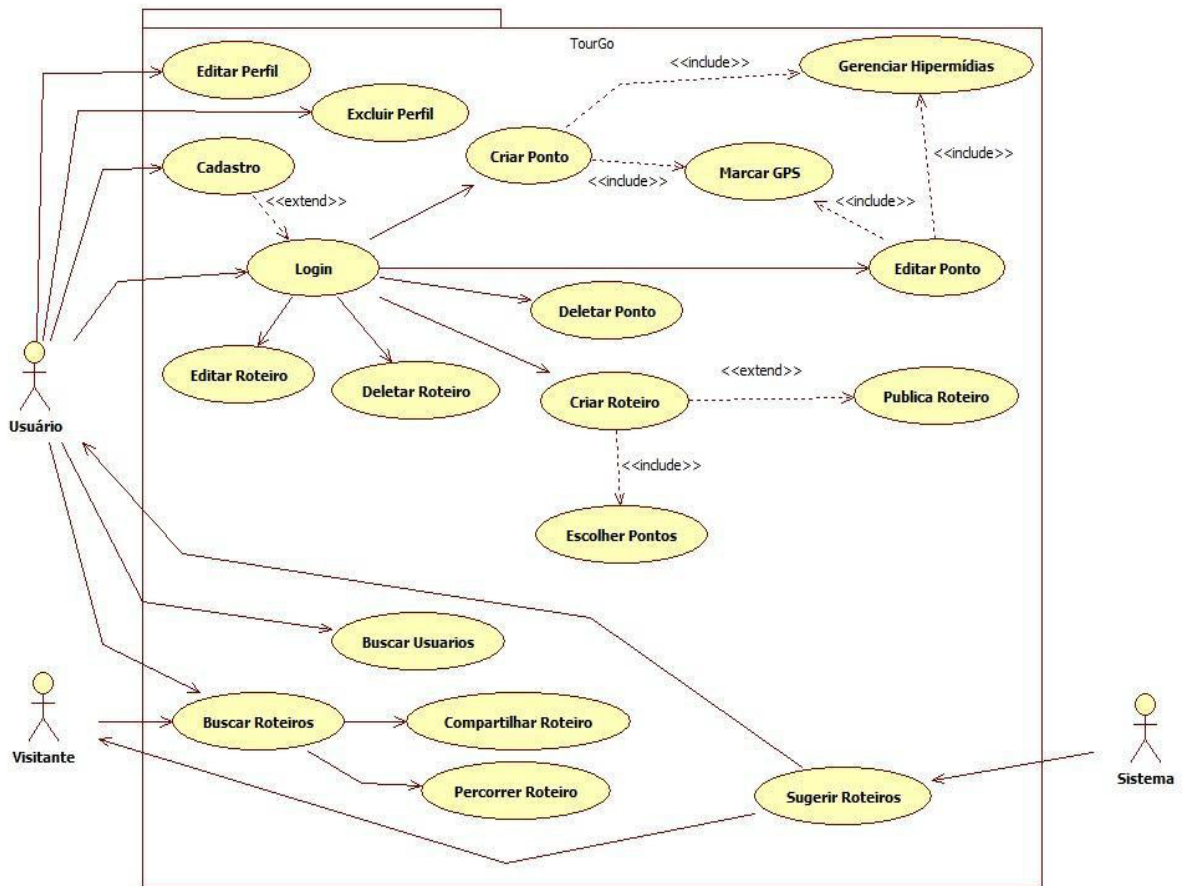 TourGo
Editar Perfil
<<include>>
Gerenciar Hipermídias
Excluir Perfil
Criar Ponto
Cadastro
<<include>>
Marcar GPS
<<include>>
<<extend>>
<<include>>
Login
Editar Ponto
Deletar Ponto
Editar Roteiro
Deletar Roteiro
Criar Roteiro
<<extend>>
Publica Roteiro
Usuário
<<include>>
Escolher Pontos
Buscar Usuarios
Buscar Roteiros
Compartilhar Roteiro
Visitante
Percorrer Roteiro
Sugerir Roteiros
Sistema